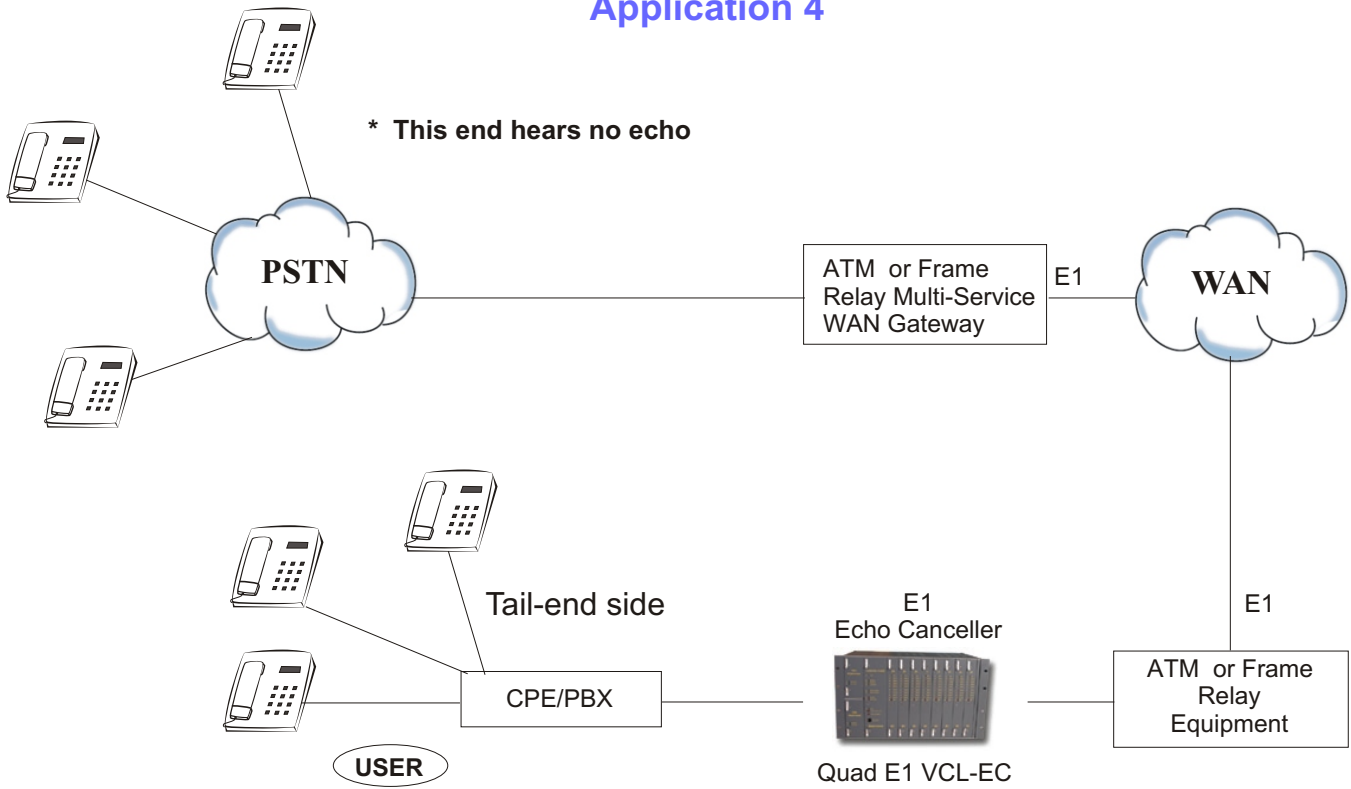 Application 4
* This end hears no echo
PSTN
ATM or Frame
Relay Multi-Service
WAN Gateway
E1
WAN
Tail-end side
E1
Echo Canceller
E1
CPE/PBX
ATM or Frame
Relay
Equipment
USER
Quad E1 VCL-EC